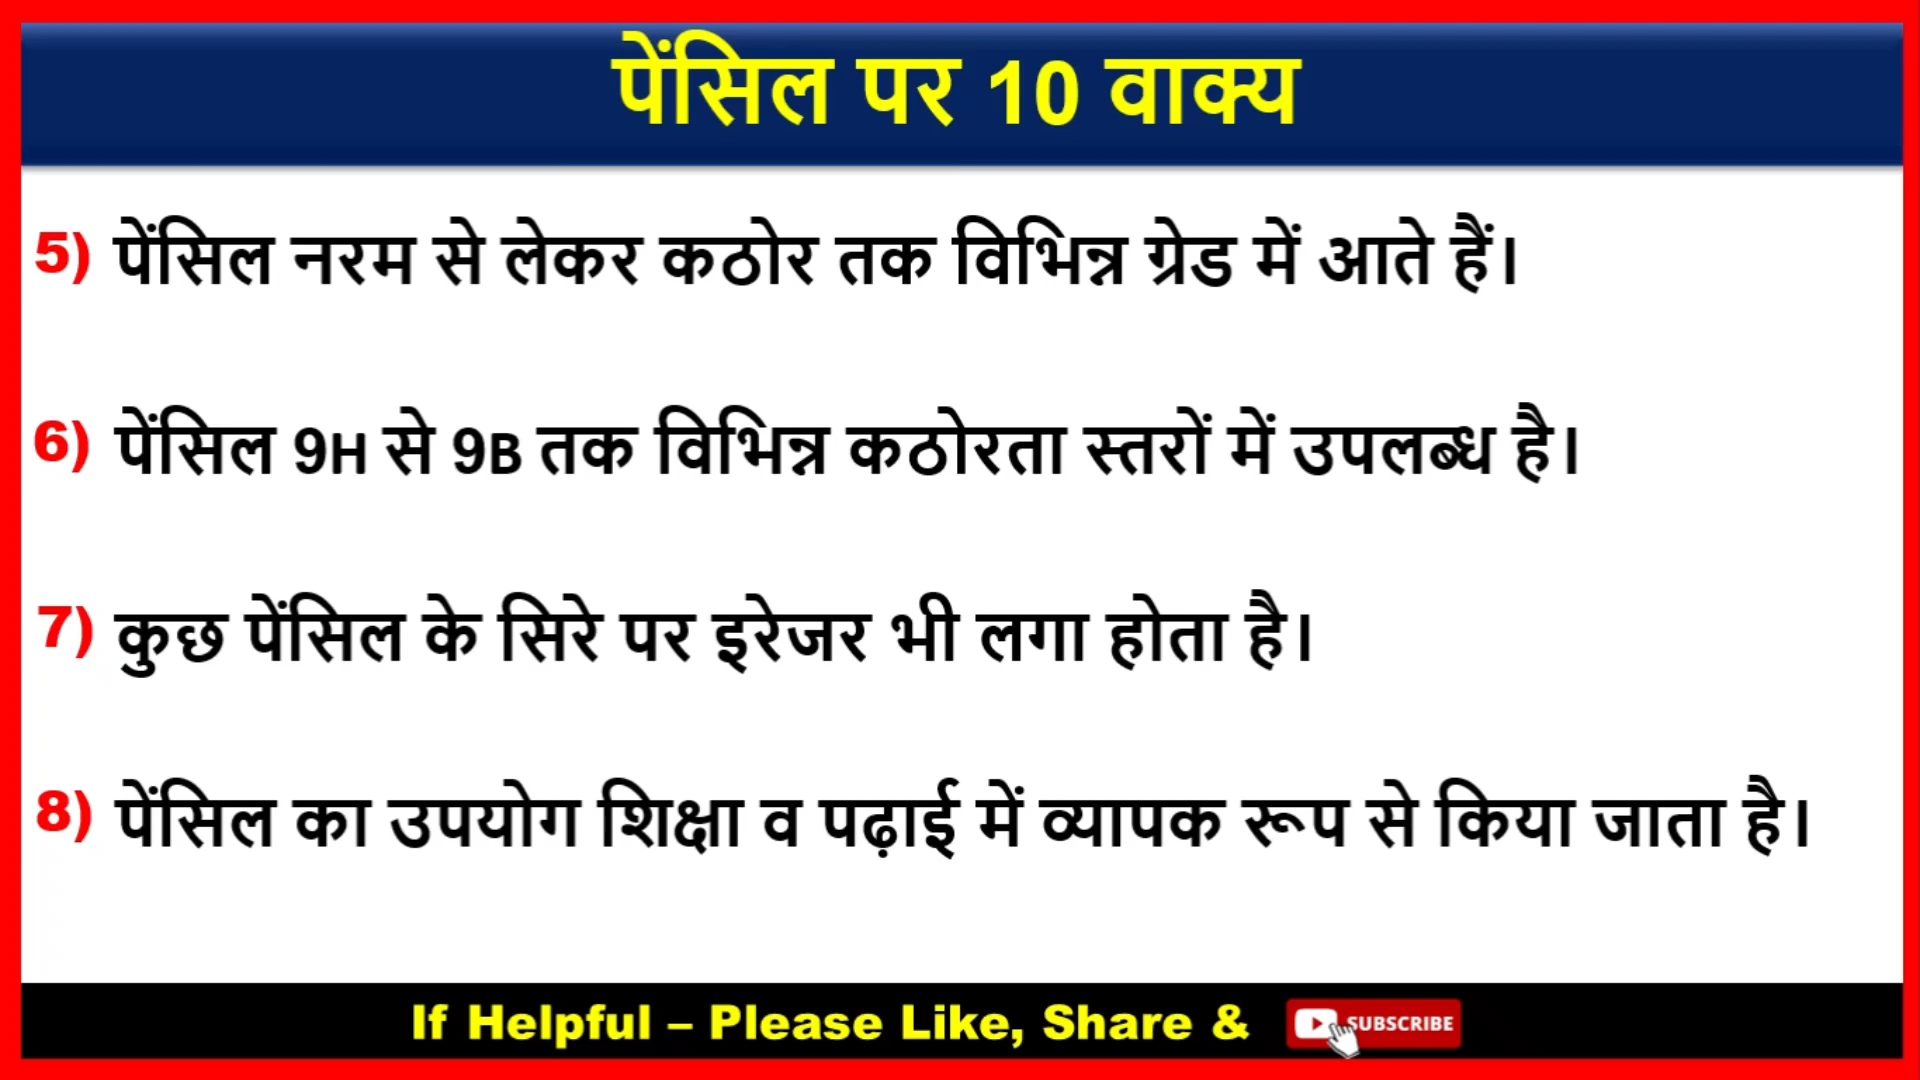 पेंसिल पर 10 वाक्य
5) पेंसिल नरम से लेकर कठोर तक विभिन्न ग्रेड में आते हैं।
6) पेंसिल 9H से 9B तक विभिन्न कठोरता स्तरों में उपलब्ध है।
7) कुछ पेंसिल के सिरे पर इरेजर भी लगा होता है।
8) पेंसिल का उपयोग शिक्षा व पढ़ाई में व्यापक रूप से किया जाता है।
If Helpful – Please Like, Share & SUBSCRIBE